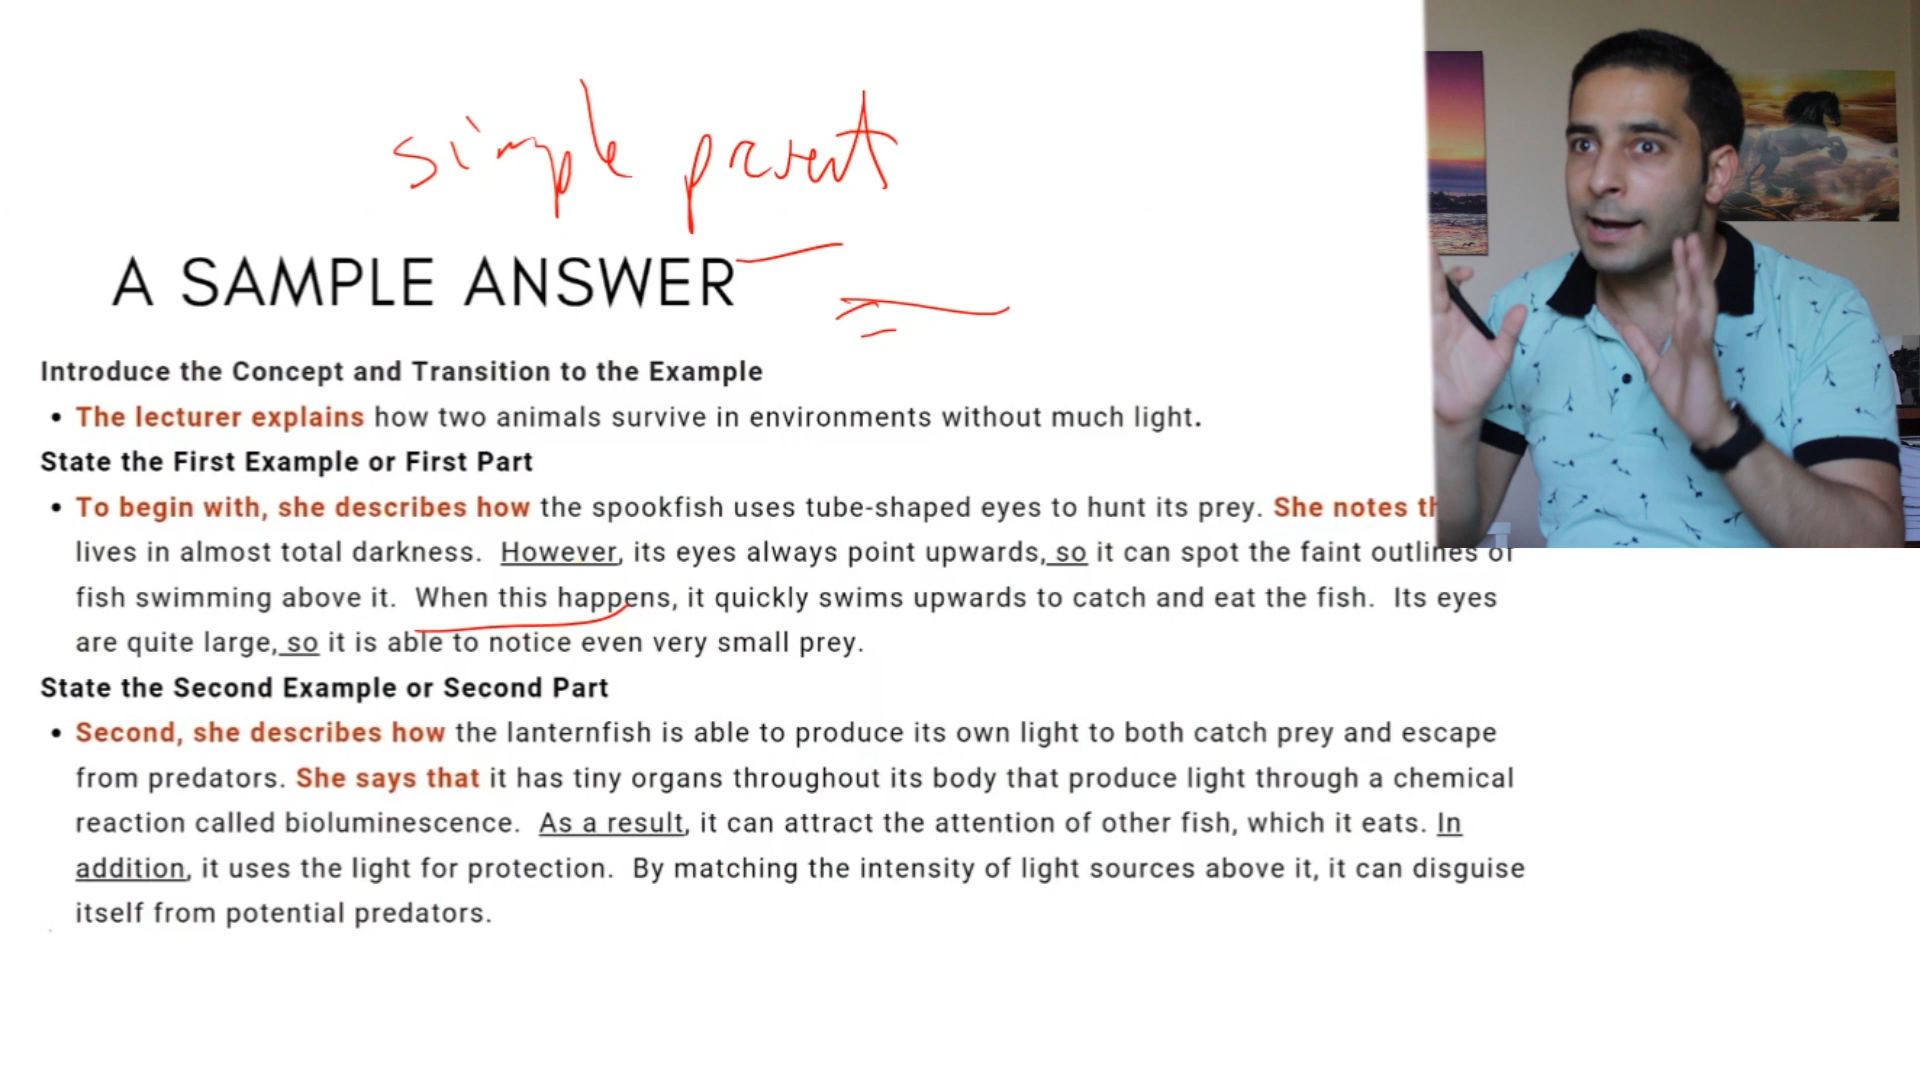 simple present
A SAMPLE ANSWER
Introduce the Concept and Transition to the Example
• The lecturer explains how two animals survive in environments without much light.
State the First Example or First Part
• To begin with, she describes how the spookfish uses tube-shaped eyes to hunt its prey. She notes
lives in almost total darkness. However, its eyes always point upwards, so it can spot the faint outlines of
fish swimming above it. When this happens, it quickly swims upwards to catch and eat the fish. Its eyes
are quite large, so it is able to notice even very small prey.
State the Second Example or Second Part
• Second, she describes how the lanternfish is able to produce its own light to both catch prey and escape
from predators. She says that it has tiny organs throughout its body that produce light through a chemical
reaction called bioluminescence. As a result, it can attract the attention of other fish, which it eats. In
addition, it uses the light for protection. By matching the intensity of light sources above it, it can disguise
itself from potential predators.